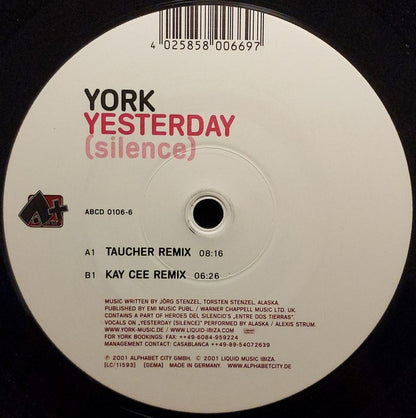 4 025858 006697
YORK
YESTERDAY
(silence)
A+
ABCD 0106-6
A1 TAUCHER REMIX 08:16
B1 KAY CEE REMIX 06:26
MUSIC WRITTEN BY JÖRG STENZEL, TORSTEN STENZEL, ALASKA.
PUBLISHED BY EMI MUSIC PUBL. / WARNER CHAPPELL MUSIC LTD. UK.
CONTAINS A PART OF HEROES DEL SILENCIO'S „ENTRE DOS TIERRAS".
VOCALS ON „YESTERDAY (SILENCE)" PERFORMED BY ALASKA / ALEXIS STRUM.
WWW.YORK-MUSIC.DE / WWW.LIQUID-IBIZA.COM
FOR YORK BOOKINGS: FAX: ++49-6084-959224
MANAGEMENT CONTACT: CASABLANCA ++49-89-54072639
Ⓟ 2001 ALPHABET CITY GMBH. © 2001 LIQUID MUSIC IBIZA.
[LC/11593] [GEMA] MADE IN GERMANY. WWW.ALPHABETCITY.DE